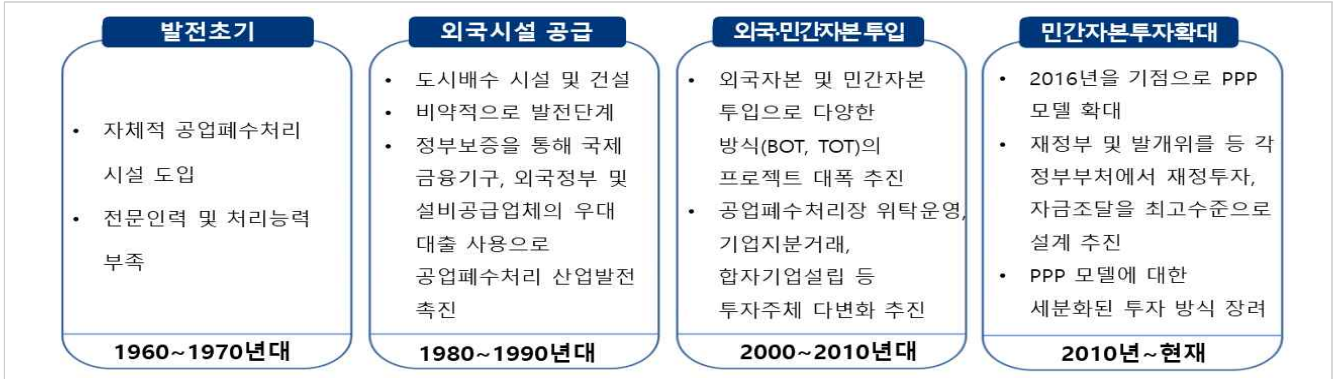 발전초기
• 자체적 공업폐수처리
시설 도입
• 전문인력 및 처리능력
부족
1960~1970년대
외국시설 공급
• 도시배수 시설 및 건설
• 비약적으로 발전단계
• 정부보증을 통해 국제
금융기구, 외국정부 및
설비공급업체의 우대
대출 사용으로
공업폐수처리 산업발전
촉진
1980~1990년대
외국·민간자본 투입
• 외국자본 및 민간자본
투입으로 다양한
방식(BOT, TOT)의
프로젝트 대폭 추진
• 공업폐수처리장 위탁운영,
기업지분거래,
합자기업설립 등
투자주체 다변화 추진
2000~2010년대
민간자본투자확대
• 2016년을 기점으로 PPP
모델 확대
• 재정부 및 발개위를 등 각
정부부처에서 재정투자,
자금조달을 최고수준으로
설계 추진
• PPP 모델에 대한
세분화된 투자 방식 장려
2010년~현재